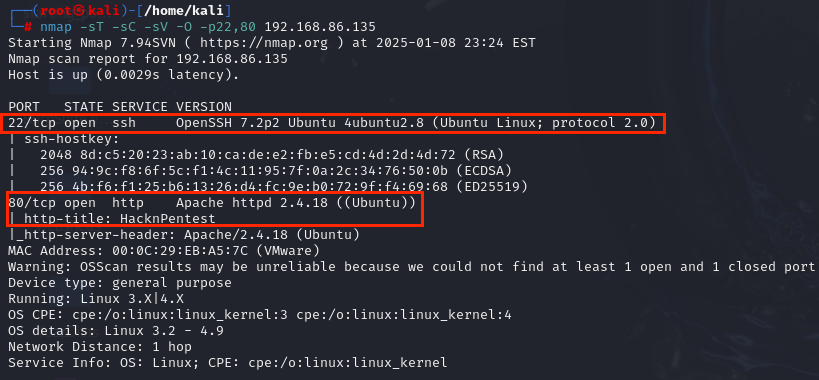 ┌──(root㉿kali)-[/home/kali]
└─# nmap -sT -sC -sV -O -p22,80 192.168.86.135
Starting Nmap 7.94SVN ( https://nmap.org ) at 2025-01-08 23:24 EST
Nmap scan report for 192.168.86.135
Host is up (0.0029s latency).

PORT   STATE SERVICE VERSION
22/tcp open  ssh     OpenSSH 7.2p2 Ubuntu 4ubuntu2.8 (Ubuntu Linux; protocol 2.0)
| ssh-hostkey:
|   2048 8d:c5:20:23:ab:10:ca:de:e2:fb:e5:cd:4d:2d:4d:72 (RSA)
|   256 94:9c:f8:6f:5c:f1:4c:11:95:7f:0a:2c:34:76:50:0b (ECDSA)
|   256 4b:f6:f1:25:b6:13:26:d4:fc:9e:b0:72:9f:f4:69:68 (ED25519)
80/tcp open  http    Apache httpd 2.4.18 ((Ubuntu))
|_http-title: HacknPentest
|_http-server-header: Apache/2.4.18 (Ubuntu)
MAC Address: 00:0C:29:EB:A5:7C (VMware)
Warning: OSScan results may be unreliable because we could not find at least 1 open and 1 closed port
Device type: general purpose
Running: Linux 3.X|4.X
OS CPE: cpe:/o:linux:linux_kernel:3 cpe:/o:linux:linux_kernel:4
OS details: Linux 3.2 - 4.9
Network Distance: 1 hop
Service Info: OS: Linux; CPE: cpe:/o:linux:linux_kernel